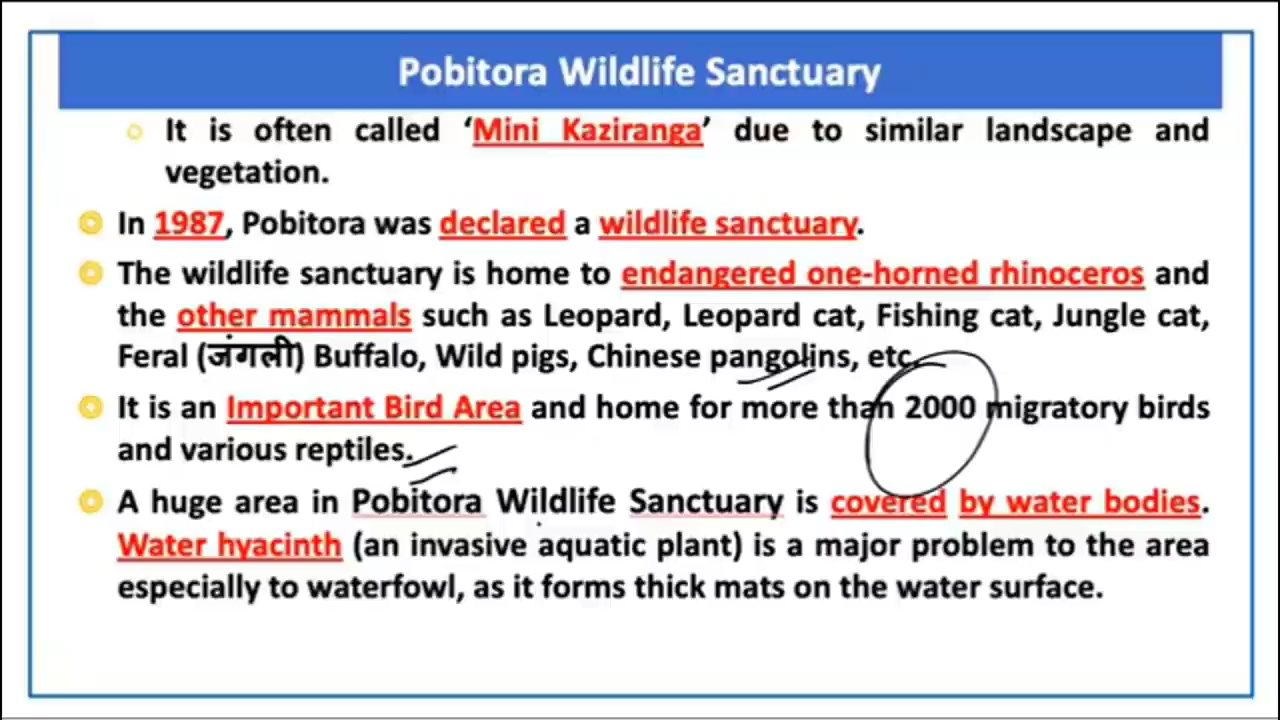 Pobitora Wildlife Sanctuary
It is often called ‘Mini Kaziranga’ due to similar landscape and
vegetation.
In 1987, Pobitora was declared a wildlife sanctuary.
The wildlife sanctuary is home to endangered one-horned rhinoceros and
the other mammals such as Leopard, Leopard cat, Fishing cat, Jungle cat,
Feral (जंगली) Buffalo, Wild pigs, Chinese pangolins, etc.
It is an Important Bird Area and home for more than 2000 migratory birds
and various reptiles.
A huge area in Pobitora Wildlife Sanctuary is covered by water bodies.
Water hyacinth (an invasive aquatic plant) is a major problem to the area
especially to waterfowl, as it forms thick mats on the water surface.